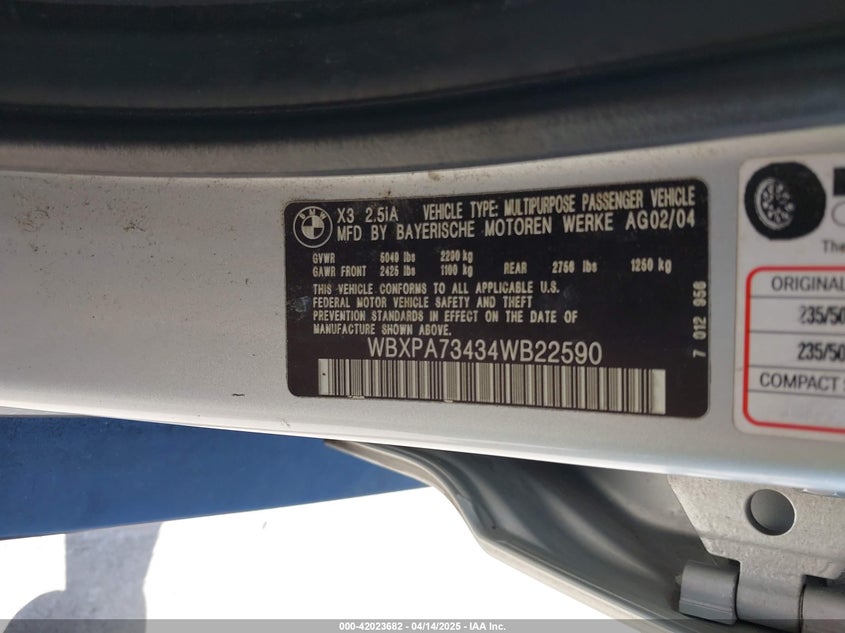 BMW
X3 2.5iA VEHICLE TYPE: MULTIPURPOSE PASSENGER VEHICLE
MFD BY BAYERISCHE MOTOREN WERKE AG02/04
GVWR 5040 lbs 2290 kg
GAWR FRONT 2425 lbs 1100 kg REAR 2756 lbs 1250 kg
THIS VEHICLE CONFORMS TO ALL APPLICABLE U.S.
FEDERAL MOTOR VEHICLE SAFETY AND THEFT
PREVENTION STANDARDS IN EFFECT ON THE DATE OF
MANUFACTURE SHOWN ABOVE
WBXPA73434WB22590
7 012 956
The
ORIGINAL
235/50
235/50
COMPACT
000-42023682 - 04/14/2025 - IAA Inc.